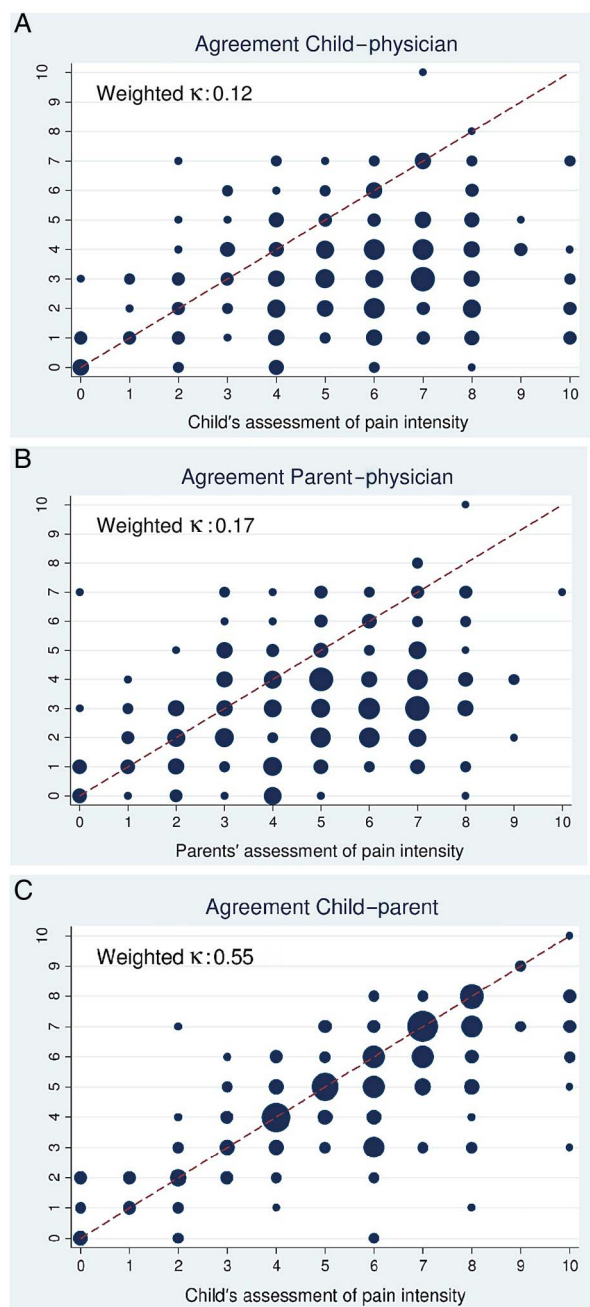 A
Agreement Child–physician
Weighted κ:0.12
10
9
8
7
6
5
4
3
2
1
0
0 1 2 3 4 5 6 7 8 9 10
Child's assessment of pain intensity
B
Agreement Parent–physician
Weighted κ:0.17
10
9
8
7
6
5
4
3
2
1
0
0 1 2 3 4 5 6 7 8 9 10
Parents' assessment of pain intensity
C
Agreement Child–parent
Weighted κ:0.55
10
9
8
7
6
5
4
3
2
1
0
0 1 2 3 4 5 6 7 8 9 10
Child's assessment of pain intensity